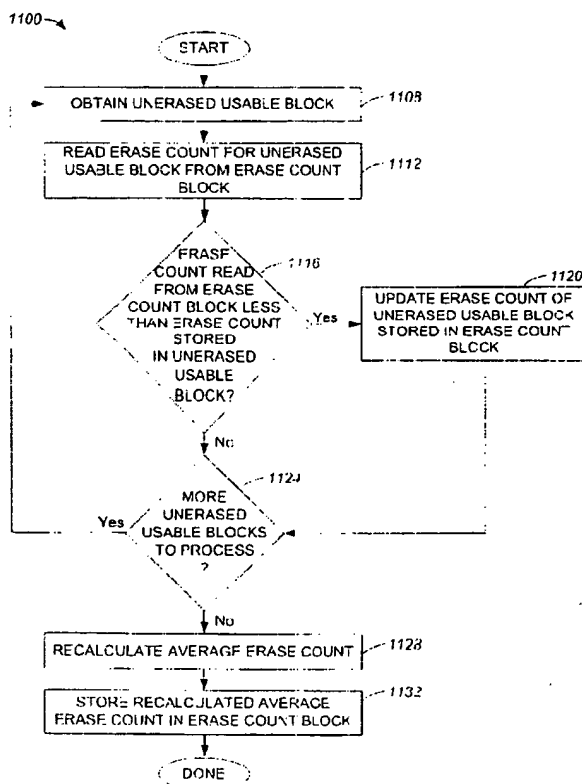 1100
START
OBTAIN UNERASED USABLE BLOCK
1108
READ ERASE COUNT FOR UNERASED
USABLE BLOCK FROM ERASE COUNT
BLOCK
1112
ERASE
COUNT READ
FROM ERASE
COUNT BLOCK LESS
THAN ERASE COUNT
STORED
IN UNERASED
USABLE
BLOCK?
1116
Yes
1120
UPDATE ERASE COUNT OF
UNERASED USABLE BLOCK
STORED IN ERASE COUNT
BLOCK
No
1124
MORE
UNERASED
USABLE BLOCKS
TO PROCESS
?
Yes
No
RECALCULATE AVERAGE ERASE COUNT
1128
STORE RECALCULATED AVERAGE
ERASE COUNT IN ERASE COUNT BLOCK
1132
DONE